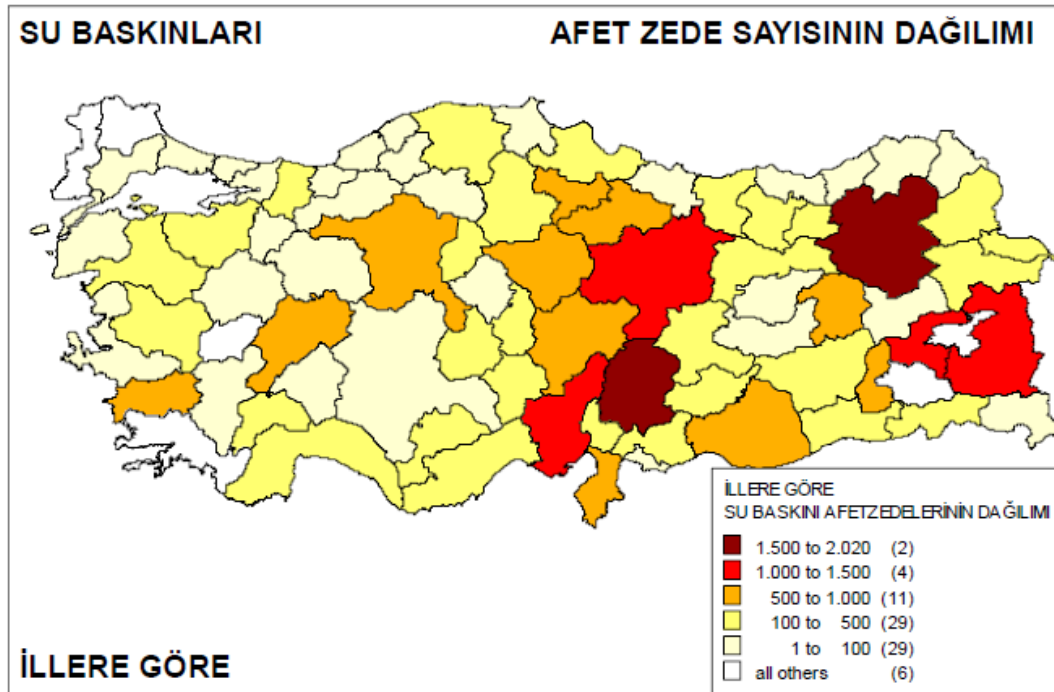 SU BASKINLARI
AFET ZEDE SAYISININ DAĞILIMI
İLLERE GÖRE
SU BASKINI AFETZEDELERİNİN DAĞILIMI
1.500 to 2.020 (2)
1.000 to 1.500 (4)
500 to 1.000 (11)
100 to 500 (29)
1 to 100 (29)
all others (6)
İLLERE GÖRE